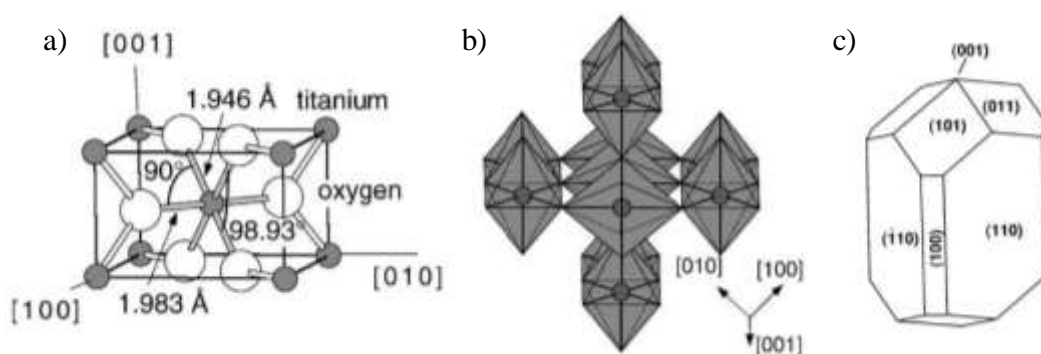 a)
[001]
1.946 Å
titanium
90°
oxygen
98.93°
[010]
[100]
1.983 Å
b)
[010]
[100]
[001]
c)
(001)
(011)
(101)
(110)
(100)
(110)